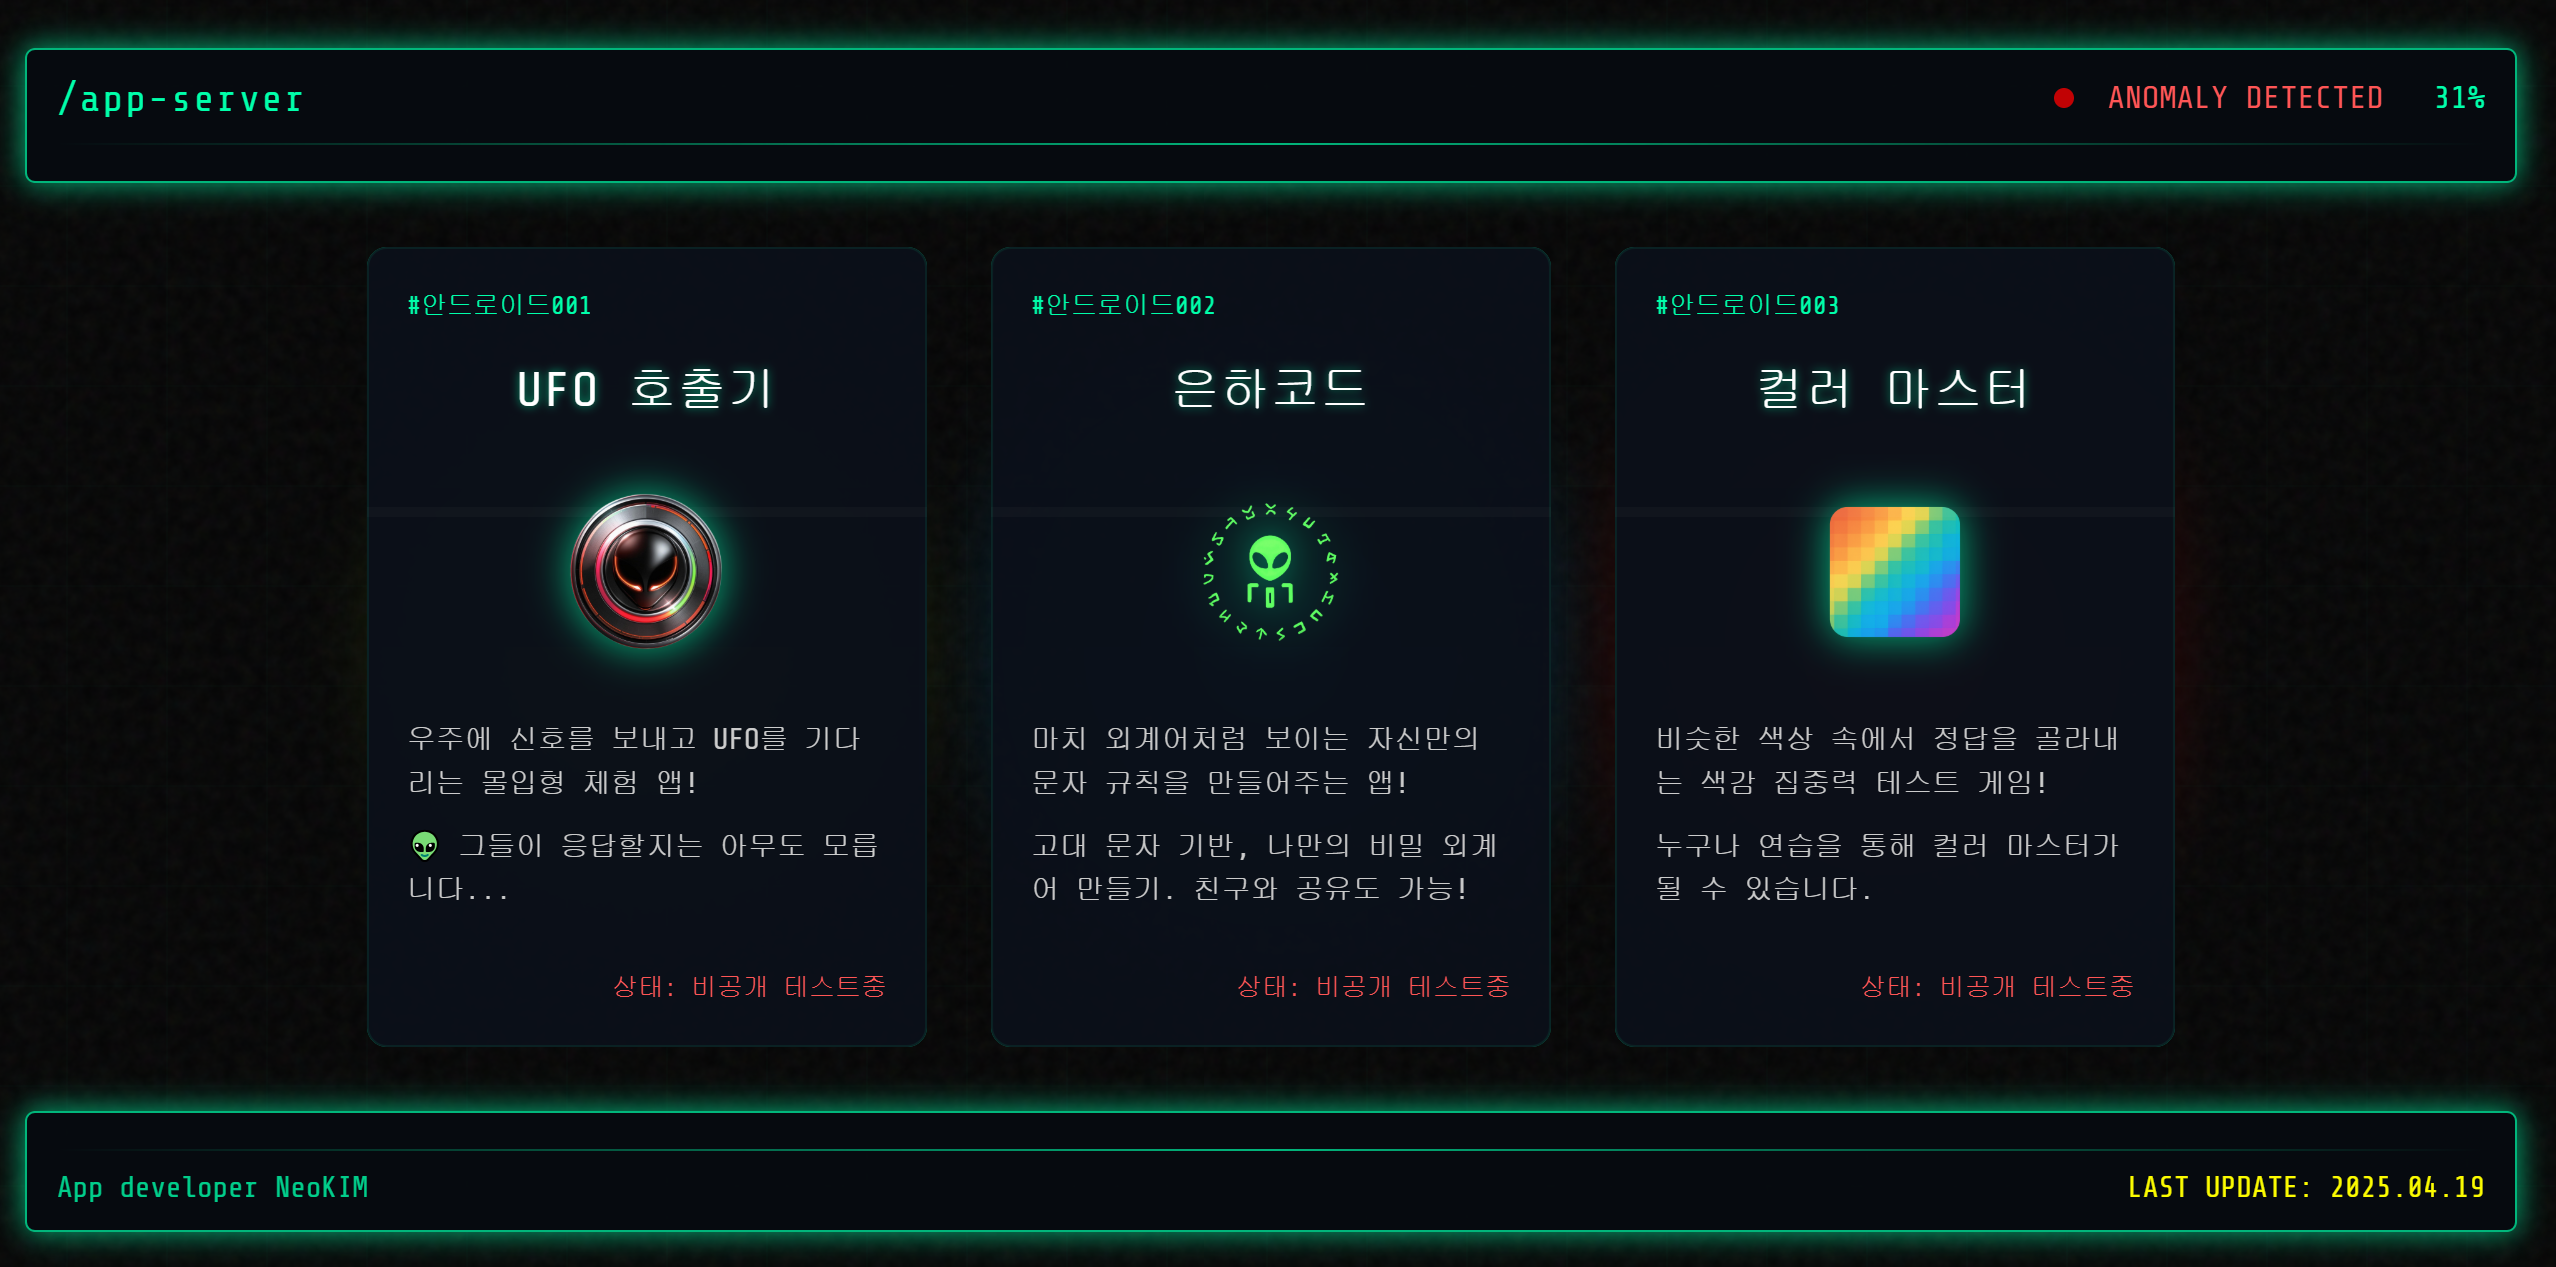 /app-server
ANOMALY DETECTED 31%
#안드로이드001
UFO 호출기
우주에 신호를 보내고 UFO를 기다
리는 몰입형 체험 앱!
👽 그들이 응답할지는 아무도 모릅
니다...
상태: 비공개 테스트중
#안드로이드002
은하코드
마치 외계어처럼 보이는 자신만의
문자 규칙을 만들어주는 앱!
고대 문자 기반, 나만의 비밀 외계
어 만들기. 친구와 공유도 가능!
상태: 비공개 테스트중
#안드로이드003
컬러 마스터
비슷한 색상 속에서 정답을 골라내
는 색감 집중력 테스트 게임!
누구나 연습을 통해 컬러 마스터가
될 수 있습니다.
상태: 비공개 테스트중
App developer NeoKIM
LAST UPDATE: 2025.04.19